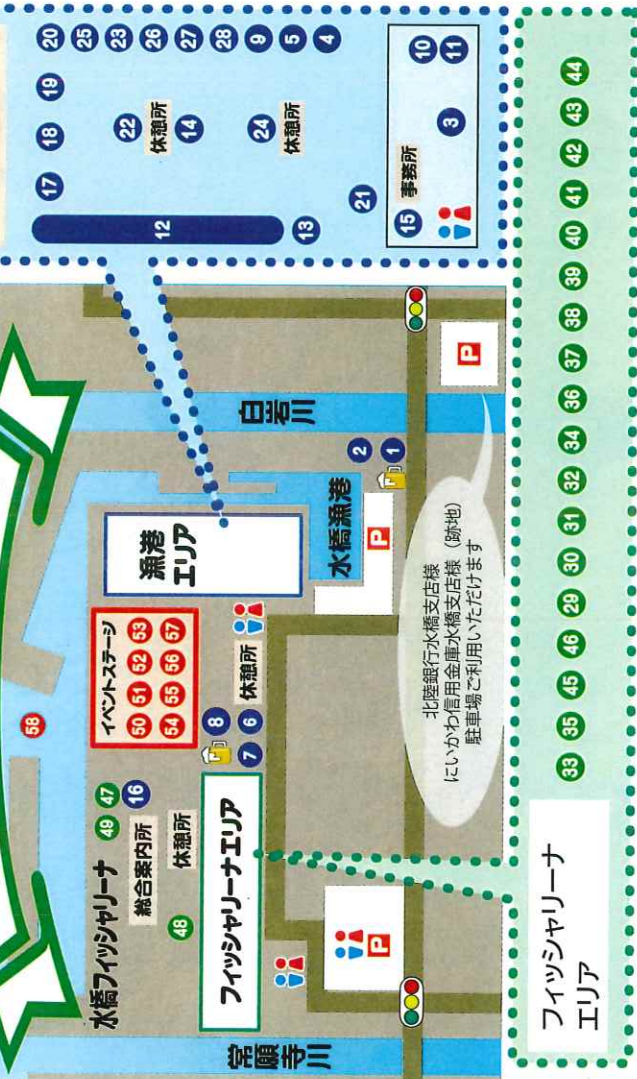 水橋フィッシャリーナ
49
47
総合案内所
16
48
休憩所
フィッシャリーナエリア
58
イベントステージ
50 51 52 53
54 55 56 57
7 8
6
休憩所
漁港
エリア
水橋漁港
2
1
P
P
P
白岩川
常願寺川
北陸銀行水橋支店様
にいかわ信用金庫水橋支店様（跡地）
駐車場ご利用いただけます
17 18 19 20
25
23
26
27
28
9
5
4
22
休憩所
14
24
休憩所
12
13
21
15
事務所
3
10
11
フィッシャリーナ
エリア
33 35 45 46 29 30 31 32 34 36 37 38 39 40 41 42 43 44